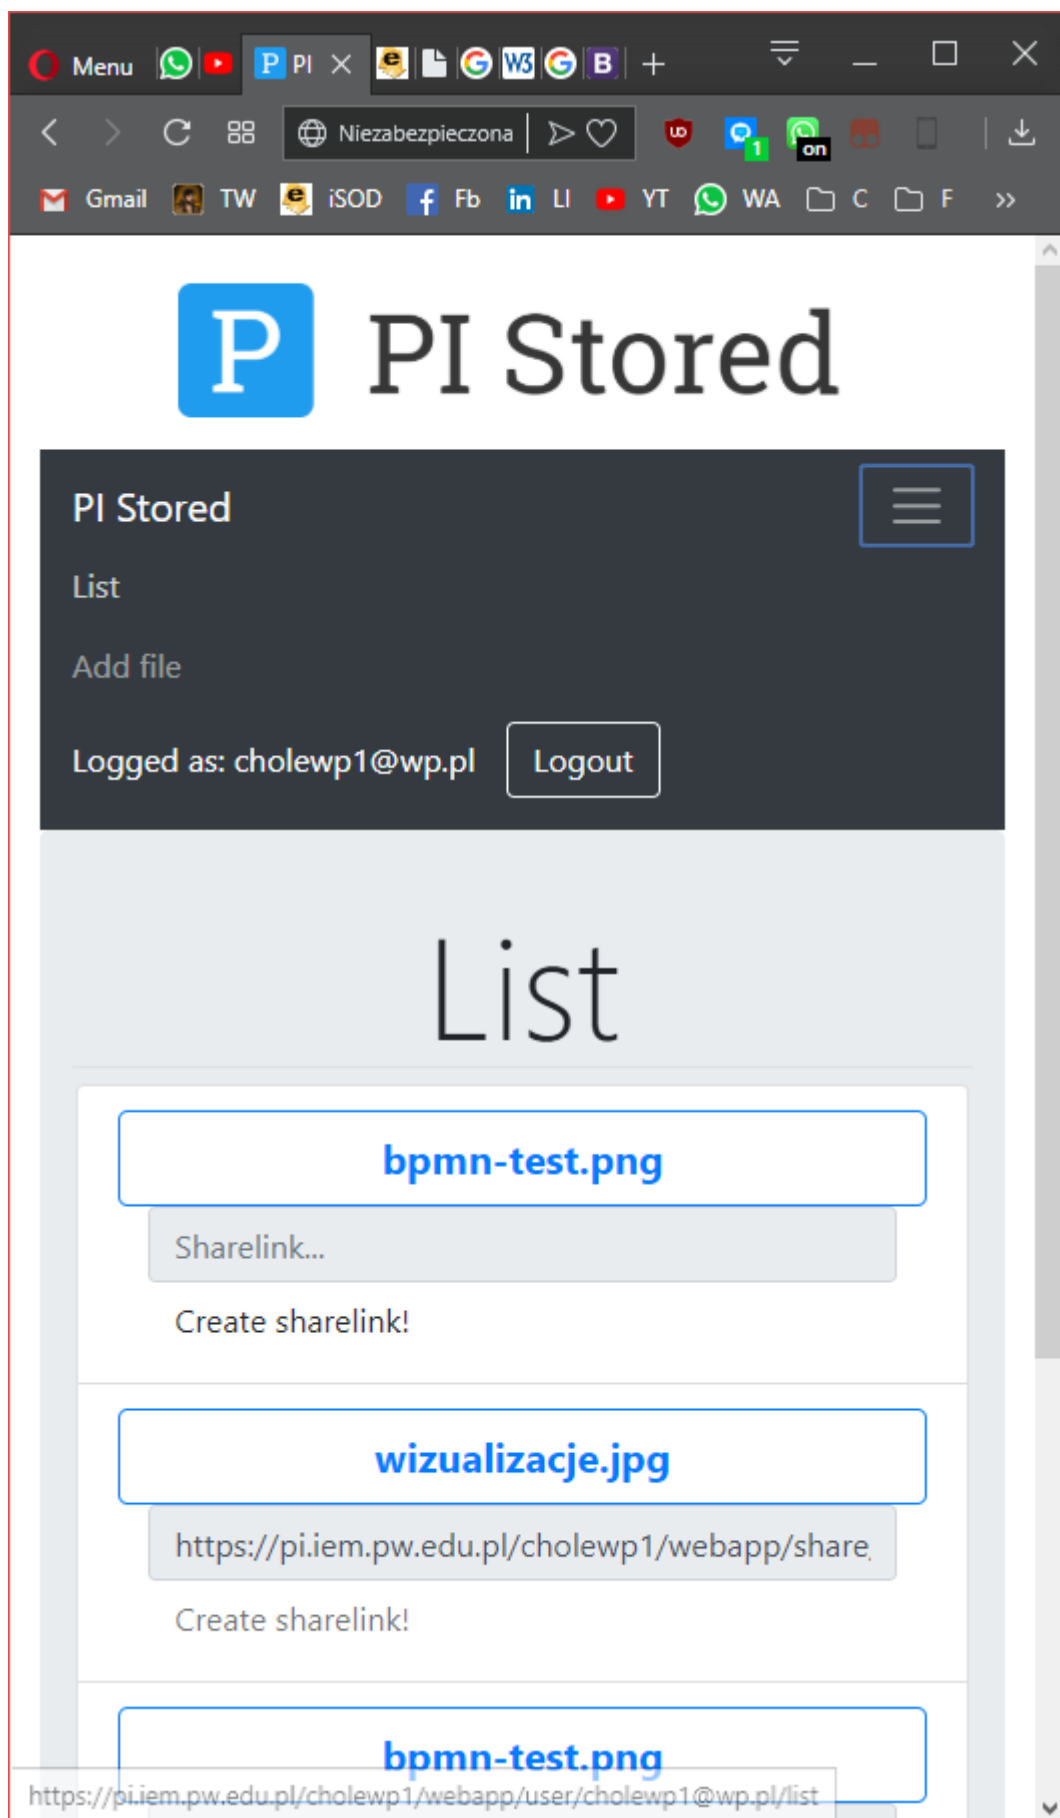 Menu
PI
Niezabezpieczona
1
on
Gmail TW iSOD Fb LI YT WA C F
P PI Stored
PI Stored
List
Add file
Logged as: cholewp1@wp.pl Logout
List
bpmn-test.png
Sharelink...
Create sharelink!
wizualizacje.jpg
https://pi.iem.pw.edu.pl/cholewp1/webapp/share
Create sharelink!
bpmn-test.png
https://pi.iem.pw.edu.pl/cholewp1/webapp/user/cholewp1@wp.pl/list